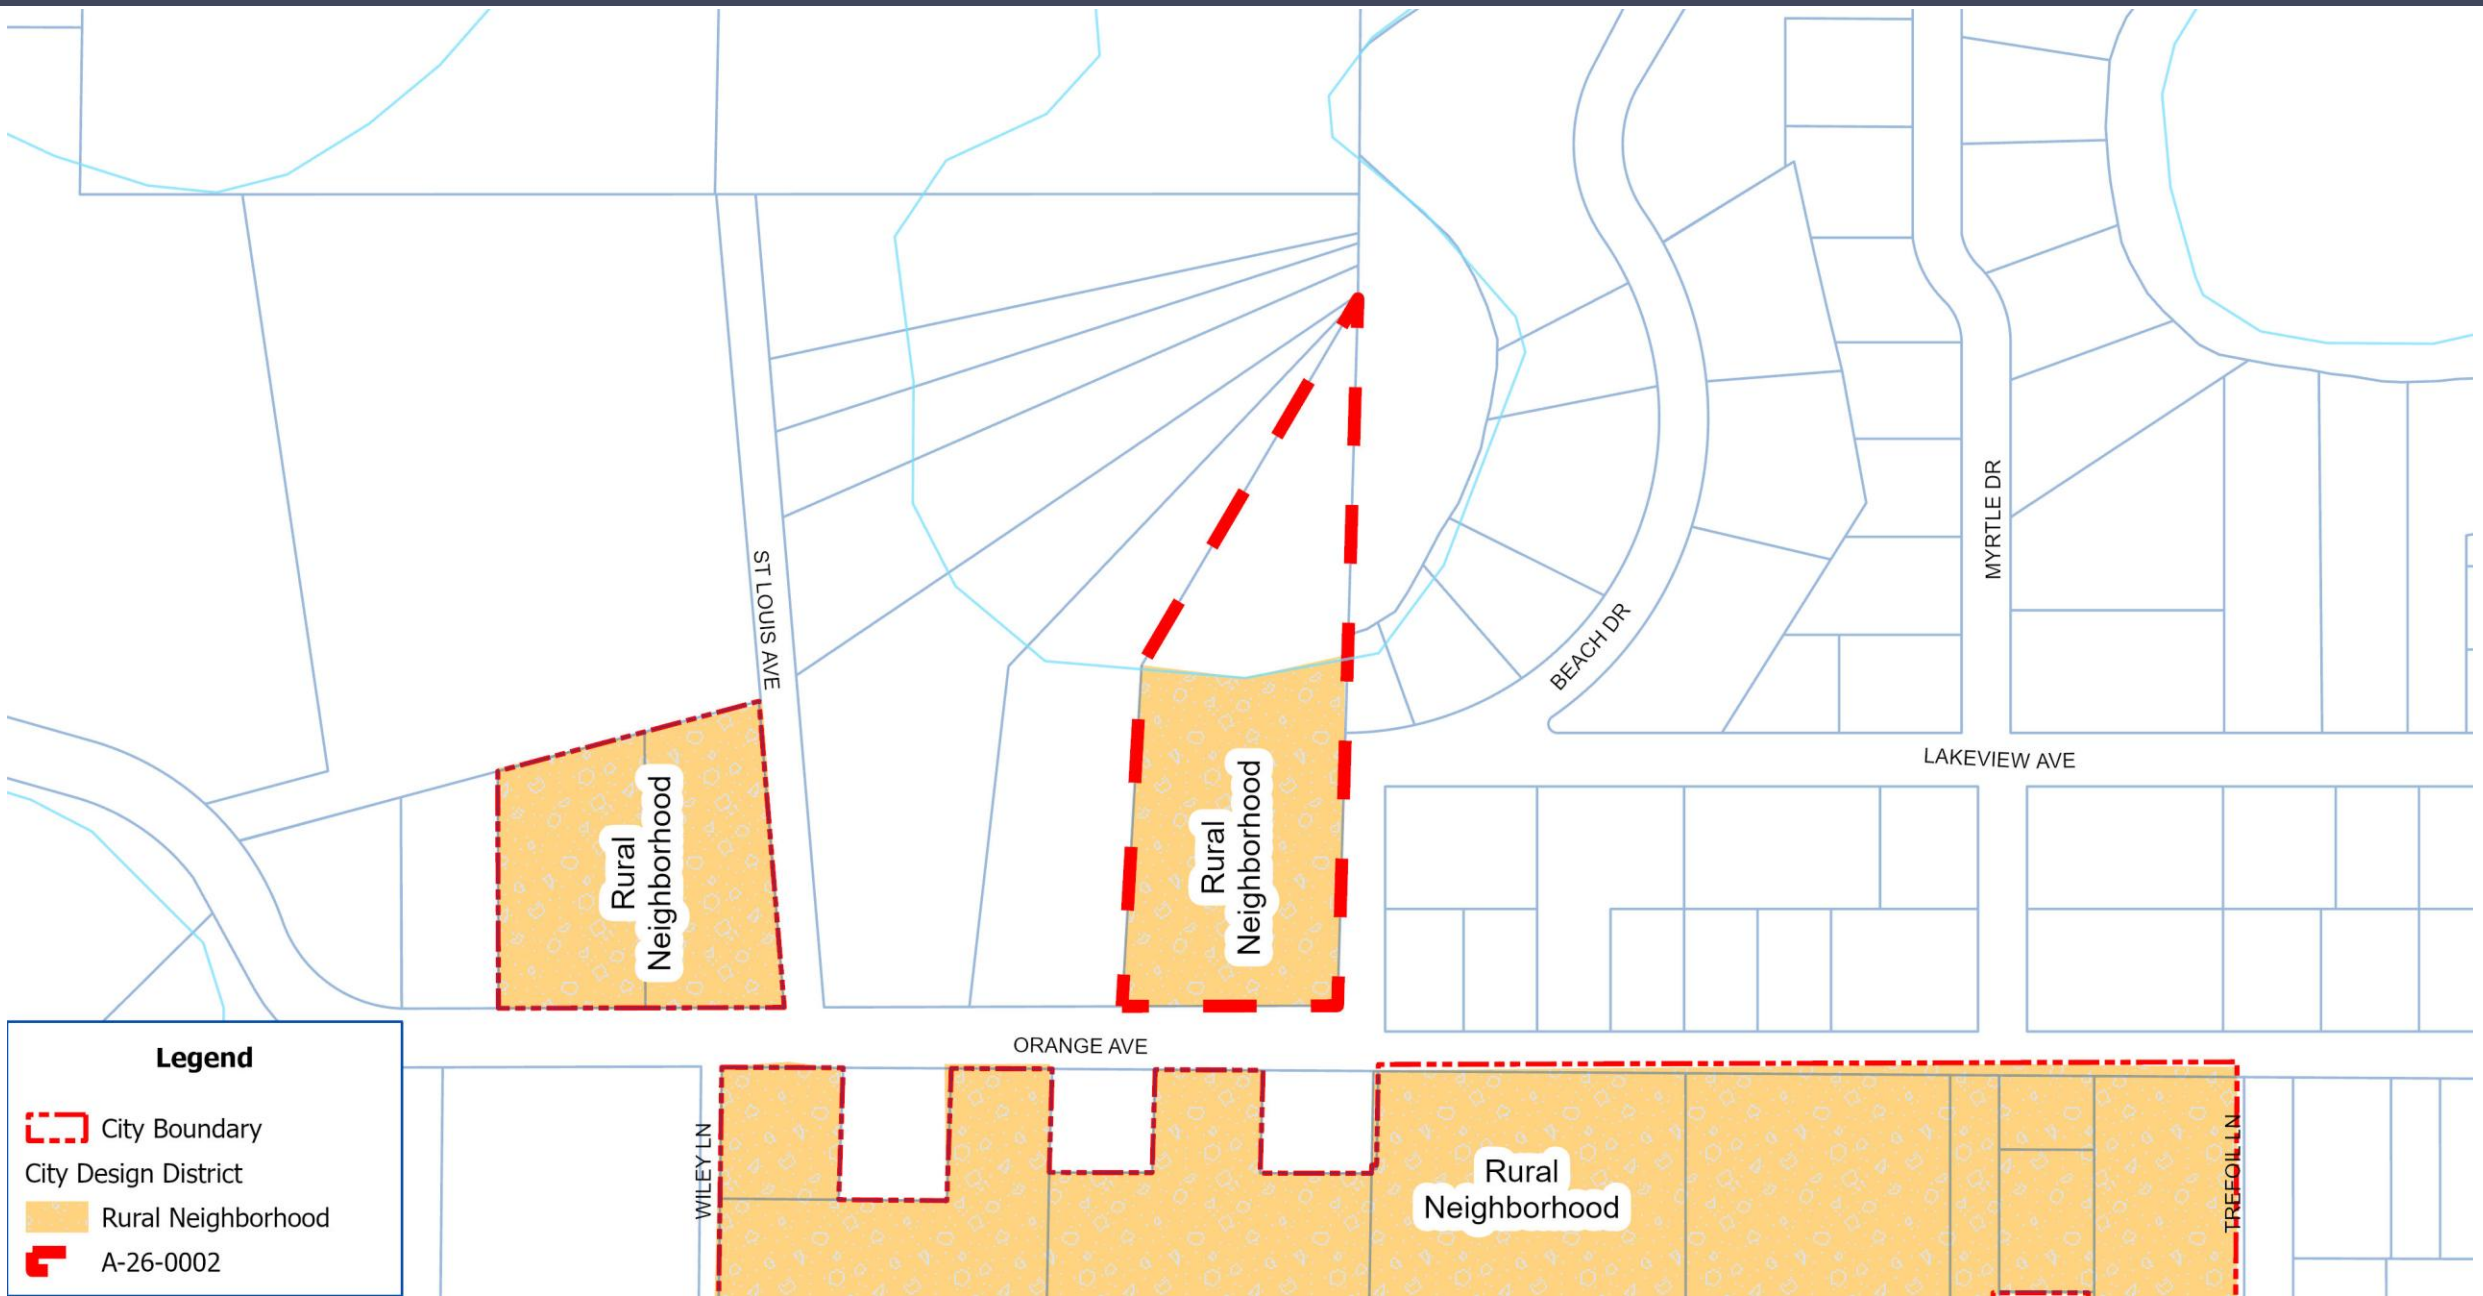 ST LOUIS AVE
MYRTLE DR
BEACH DR
LAKEVIEW AVE
Rural
Neighborhood
Rural
Neighborhood
ORANGE AVE
WILEY LN
Rural
Neighborhood
TREFOIL LN
Legend
City Boundary
City Design District
Rural Neighborhood
A-26-0002